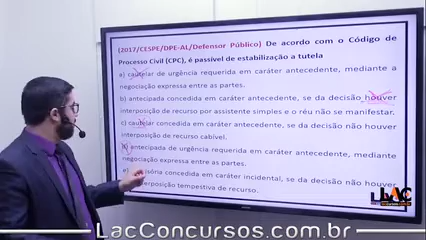 (2017/CESPE/DPE-AL/Defensor Público) De acordo com o Código de
Processo Civil (CPC), é passível de estabilização a tutela
a) cautelar de urgência requerida em caráter antecedente, mediante a
negociação expressa entre as partes.
b) antecipada concedida em caráter antecedente, se da decisão houver
interposição de recurso por assistente simples e o réu não se manifestar.
c) cautelar concedida em caráter antecedente, se da decisão não houver
interposição de recurso cabível.
d) antecipada de urgência requerida em caráter antecedente, mediante
negociação expressa entre as partes.
concedida em caráter incidental, se da decisão não houver
interposição tempestiva de recurso.
LAC
LacConcursos.com.br